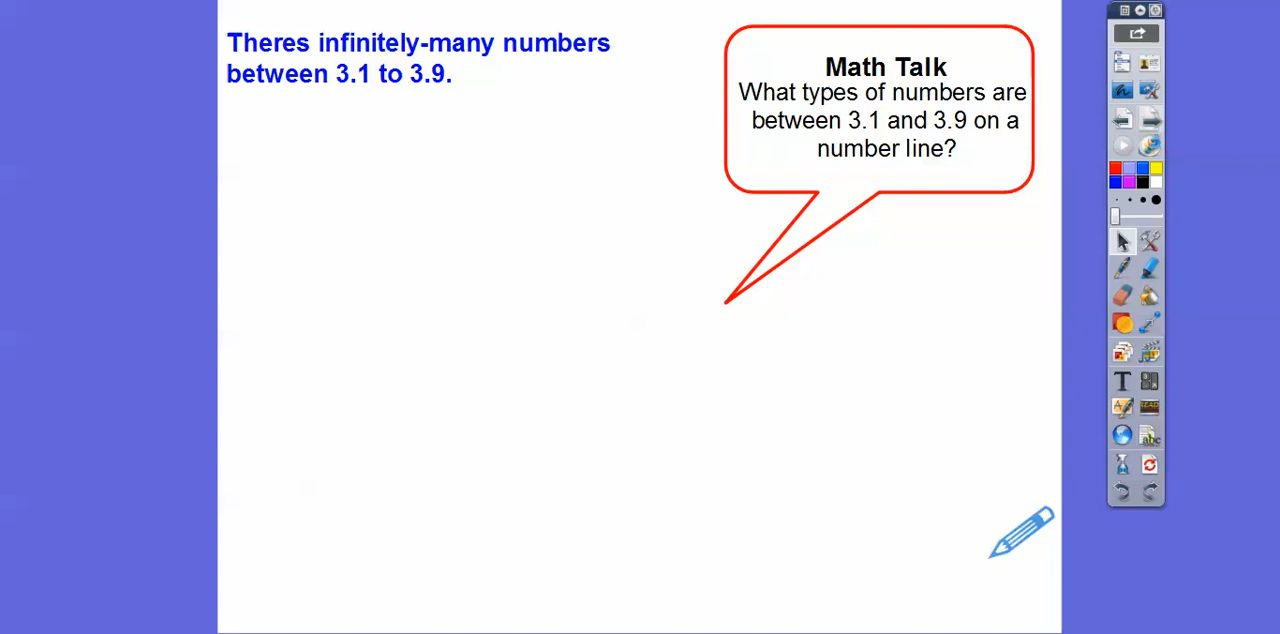 Theres infinitely-many numbers
between 3.1 to 3.9.
Math Talk
What types of numbers are
between 3.1 and 3.9 on a
number line?